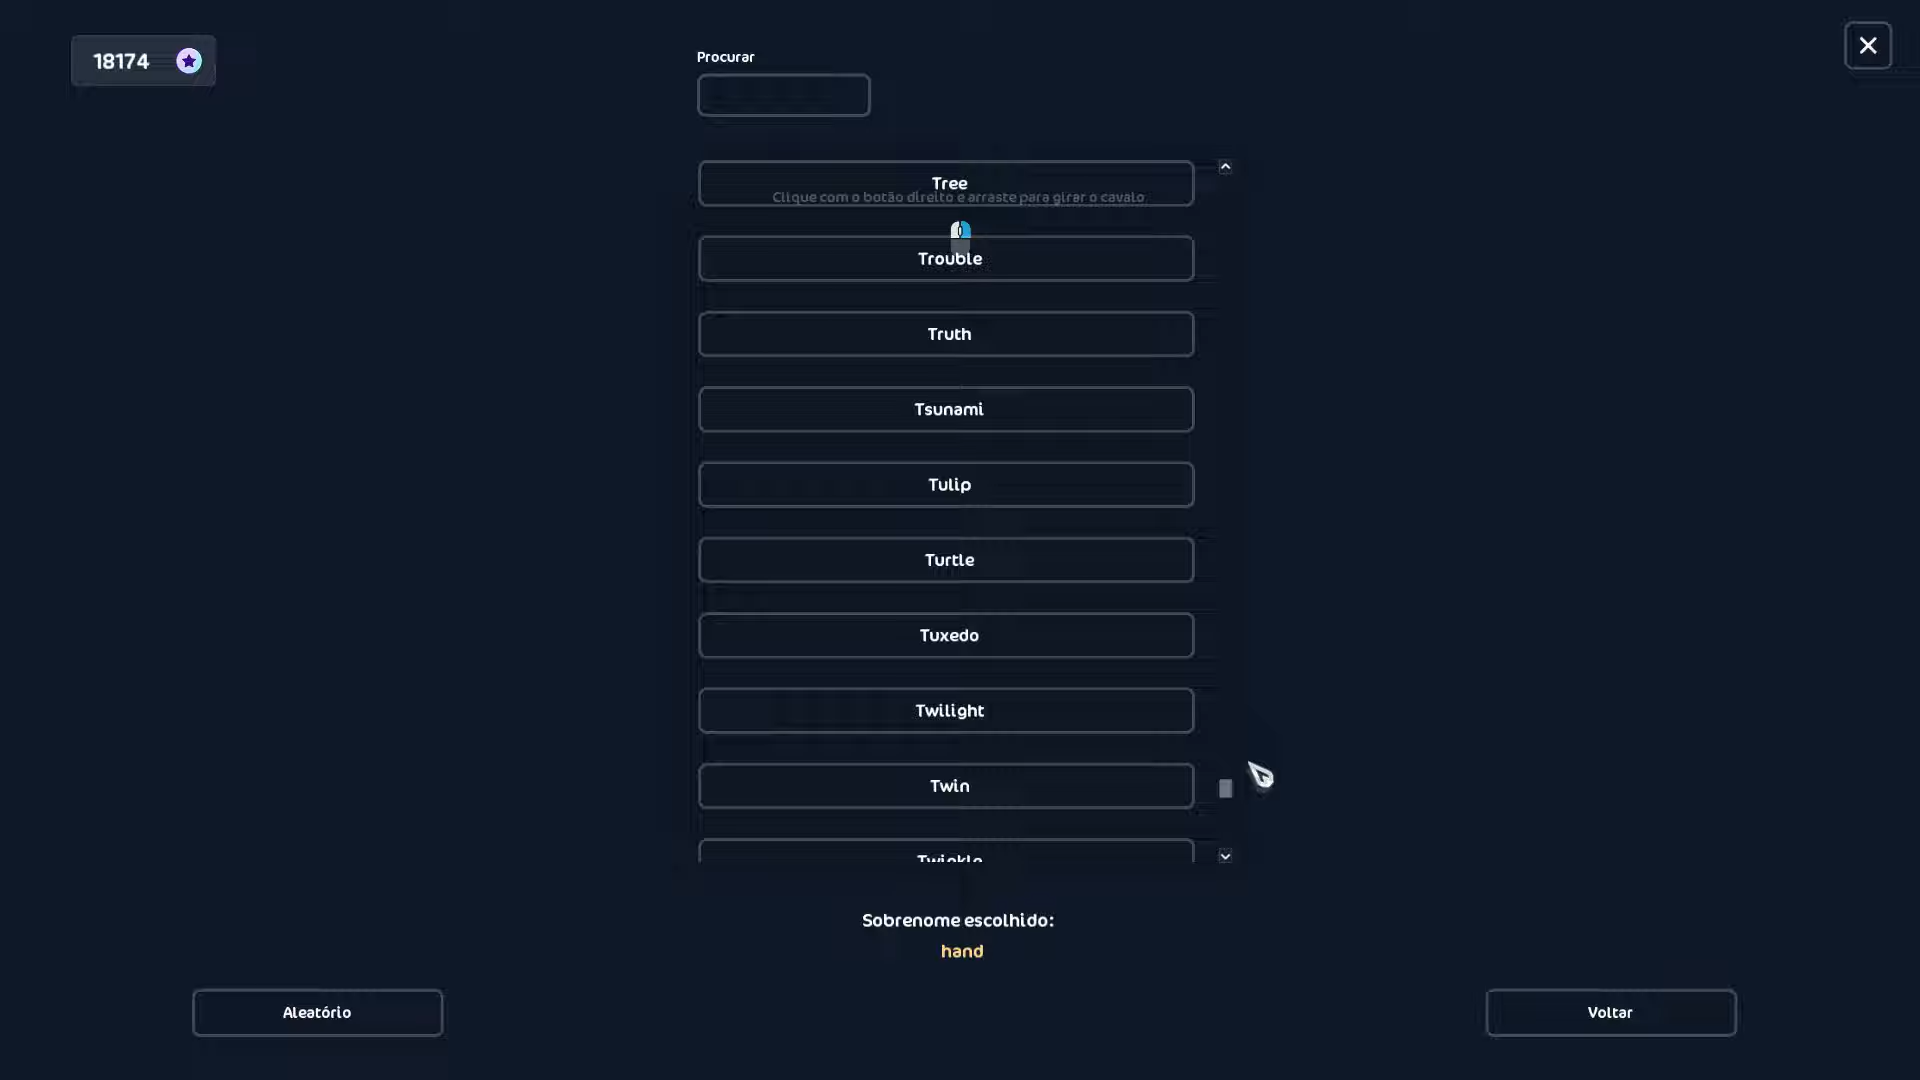 18174
Procurar
Tree
Clique com o botão direito e arraste para girar o cavalo
Trouble
Truth
Tsunami
Tulip
Turtle
Tuxedo
Twilight
Twin
Twinkle
Sobrenome escolhido:
hand
Aleatório
Voltar